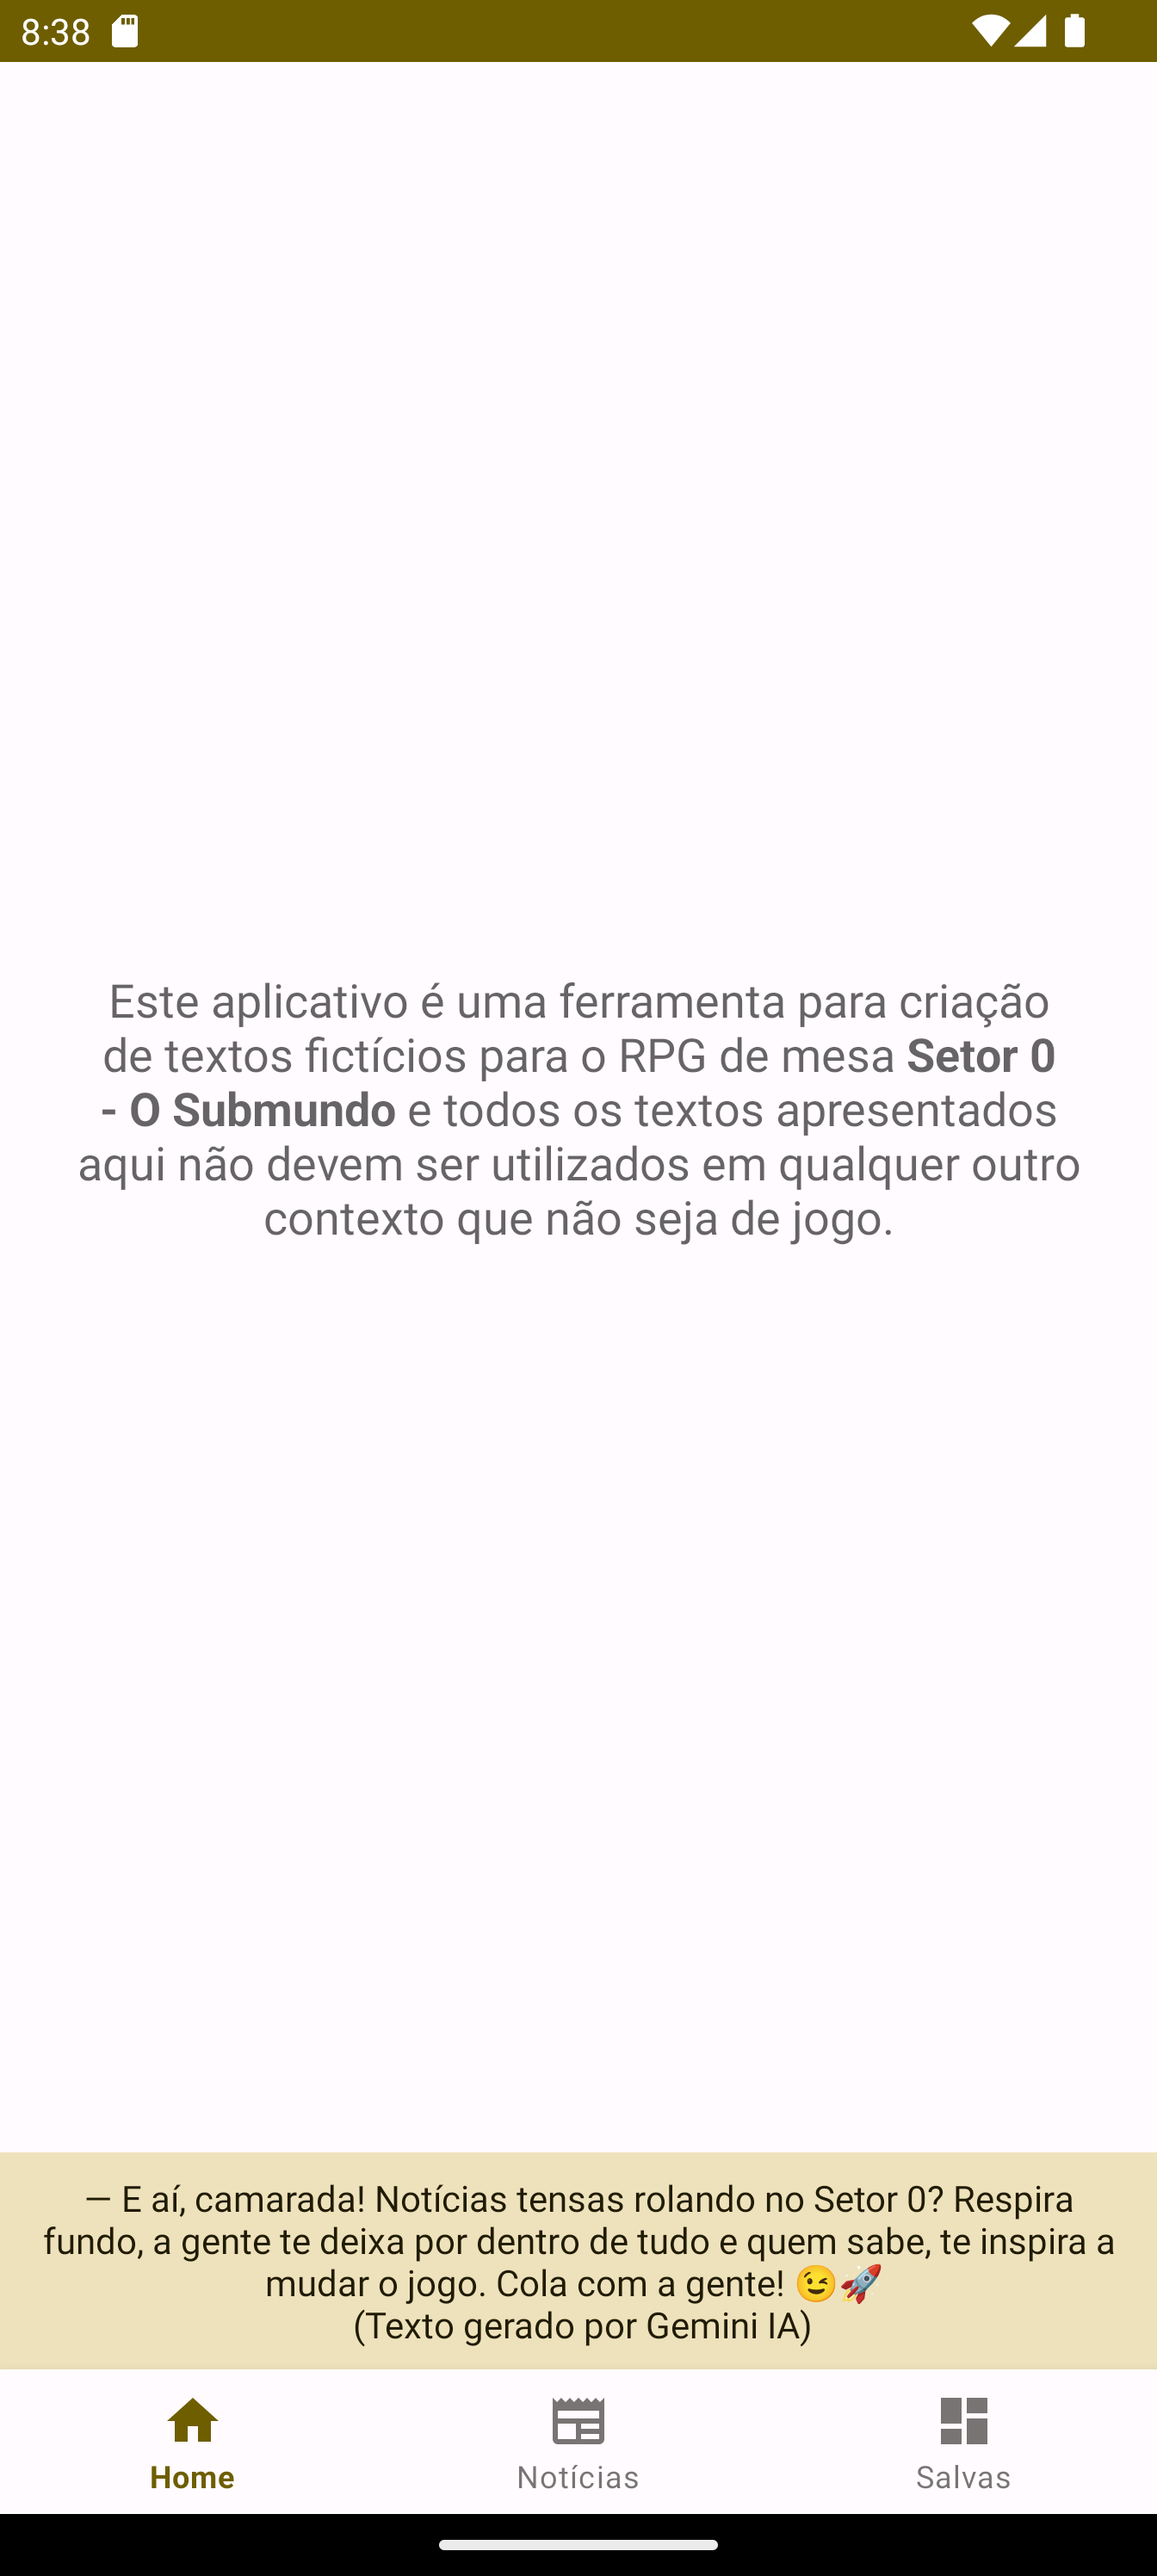 8:38
Este aplicativo é uma ferramenta para criação
de textos fictícios para o RPG de mesa Setor 0
- O Submundo e todos os textos apresentados
aqui não devem ser utilizados em qualquer outro
contexto que não seja de jogo.
— E aí, camarada! Notícias tensas rolando no Setor 0? Respira
fundo, a gente te deixa por dentro de tudo e quem sabe, te inspira a
mudar o jogo. Cola com a gente! 😉🚀
(Texto gerado por Gemini IA)
Home
Notícias
Salvas